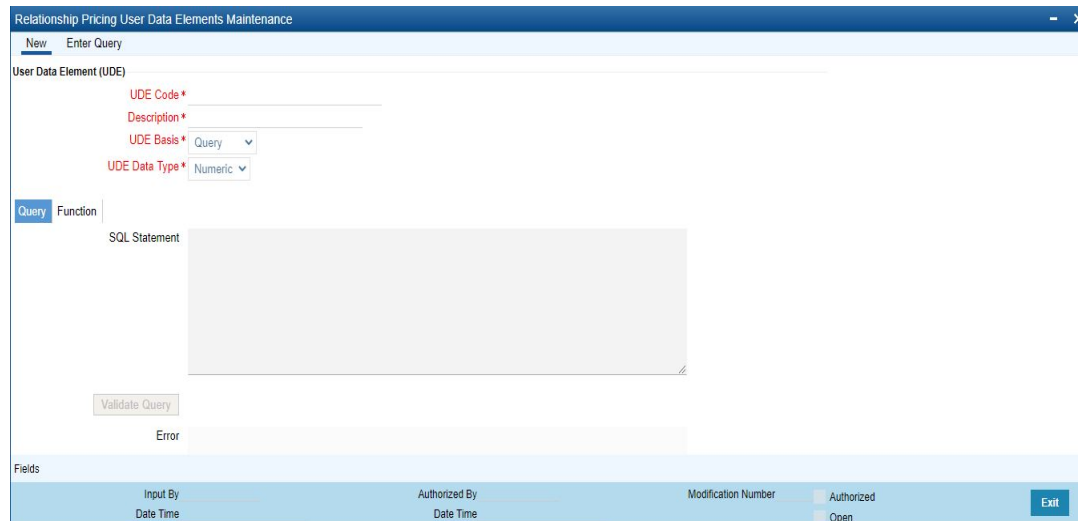 Relationship Pricing User Data Elements Maintenance
New Enter Query
User Data Element (UDE)
UDE Code *
Description *
UDE Basis * Query
UDE Data Type * Numeric
Query Function
SQL Statement
Validate Query
Error
Fields
Input By Authorized By Modification Number Authorized Exit
Date Time Date Time Open